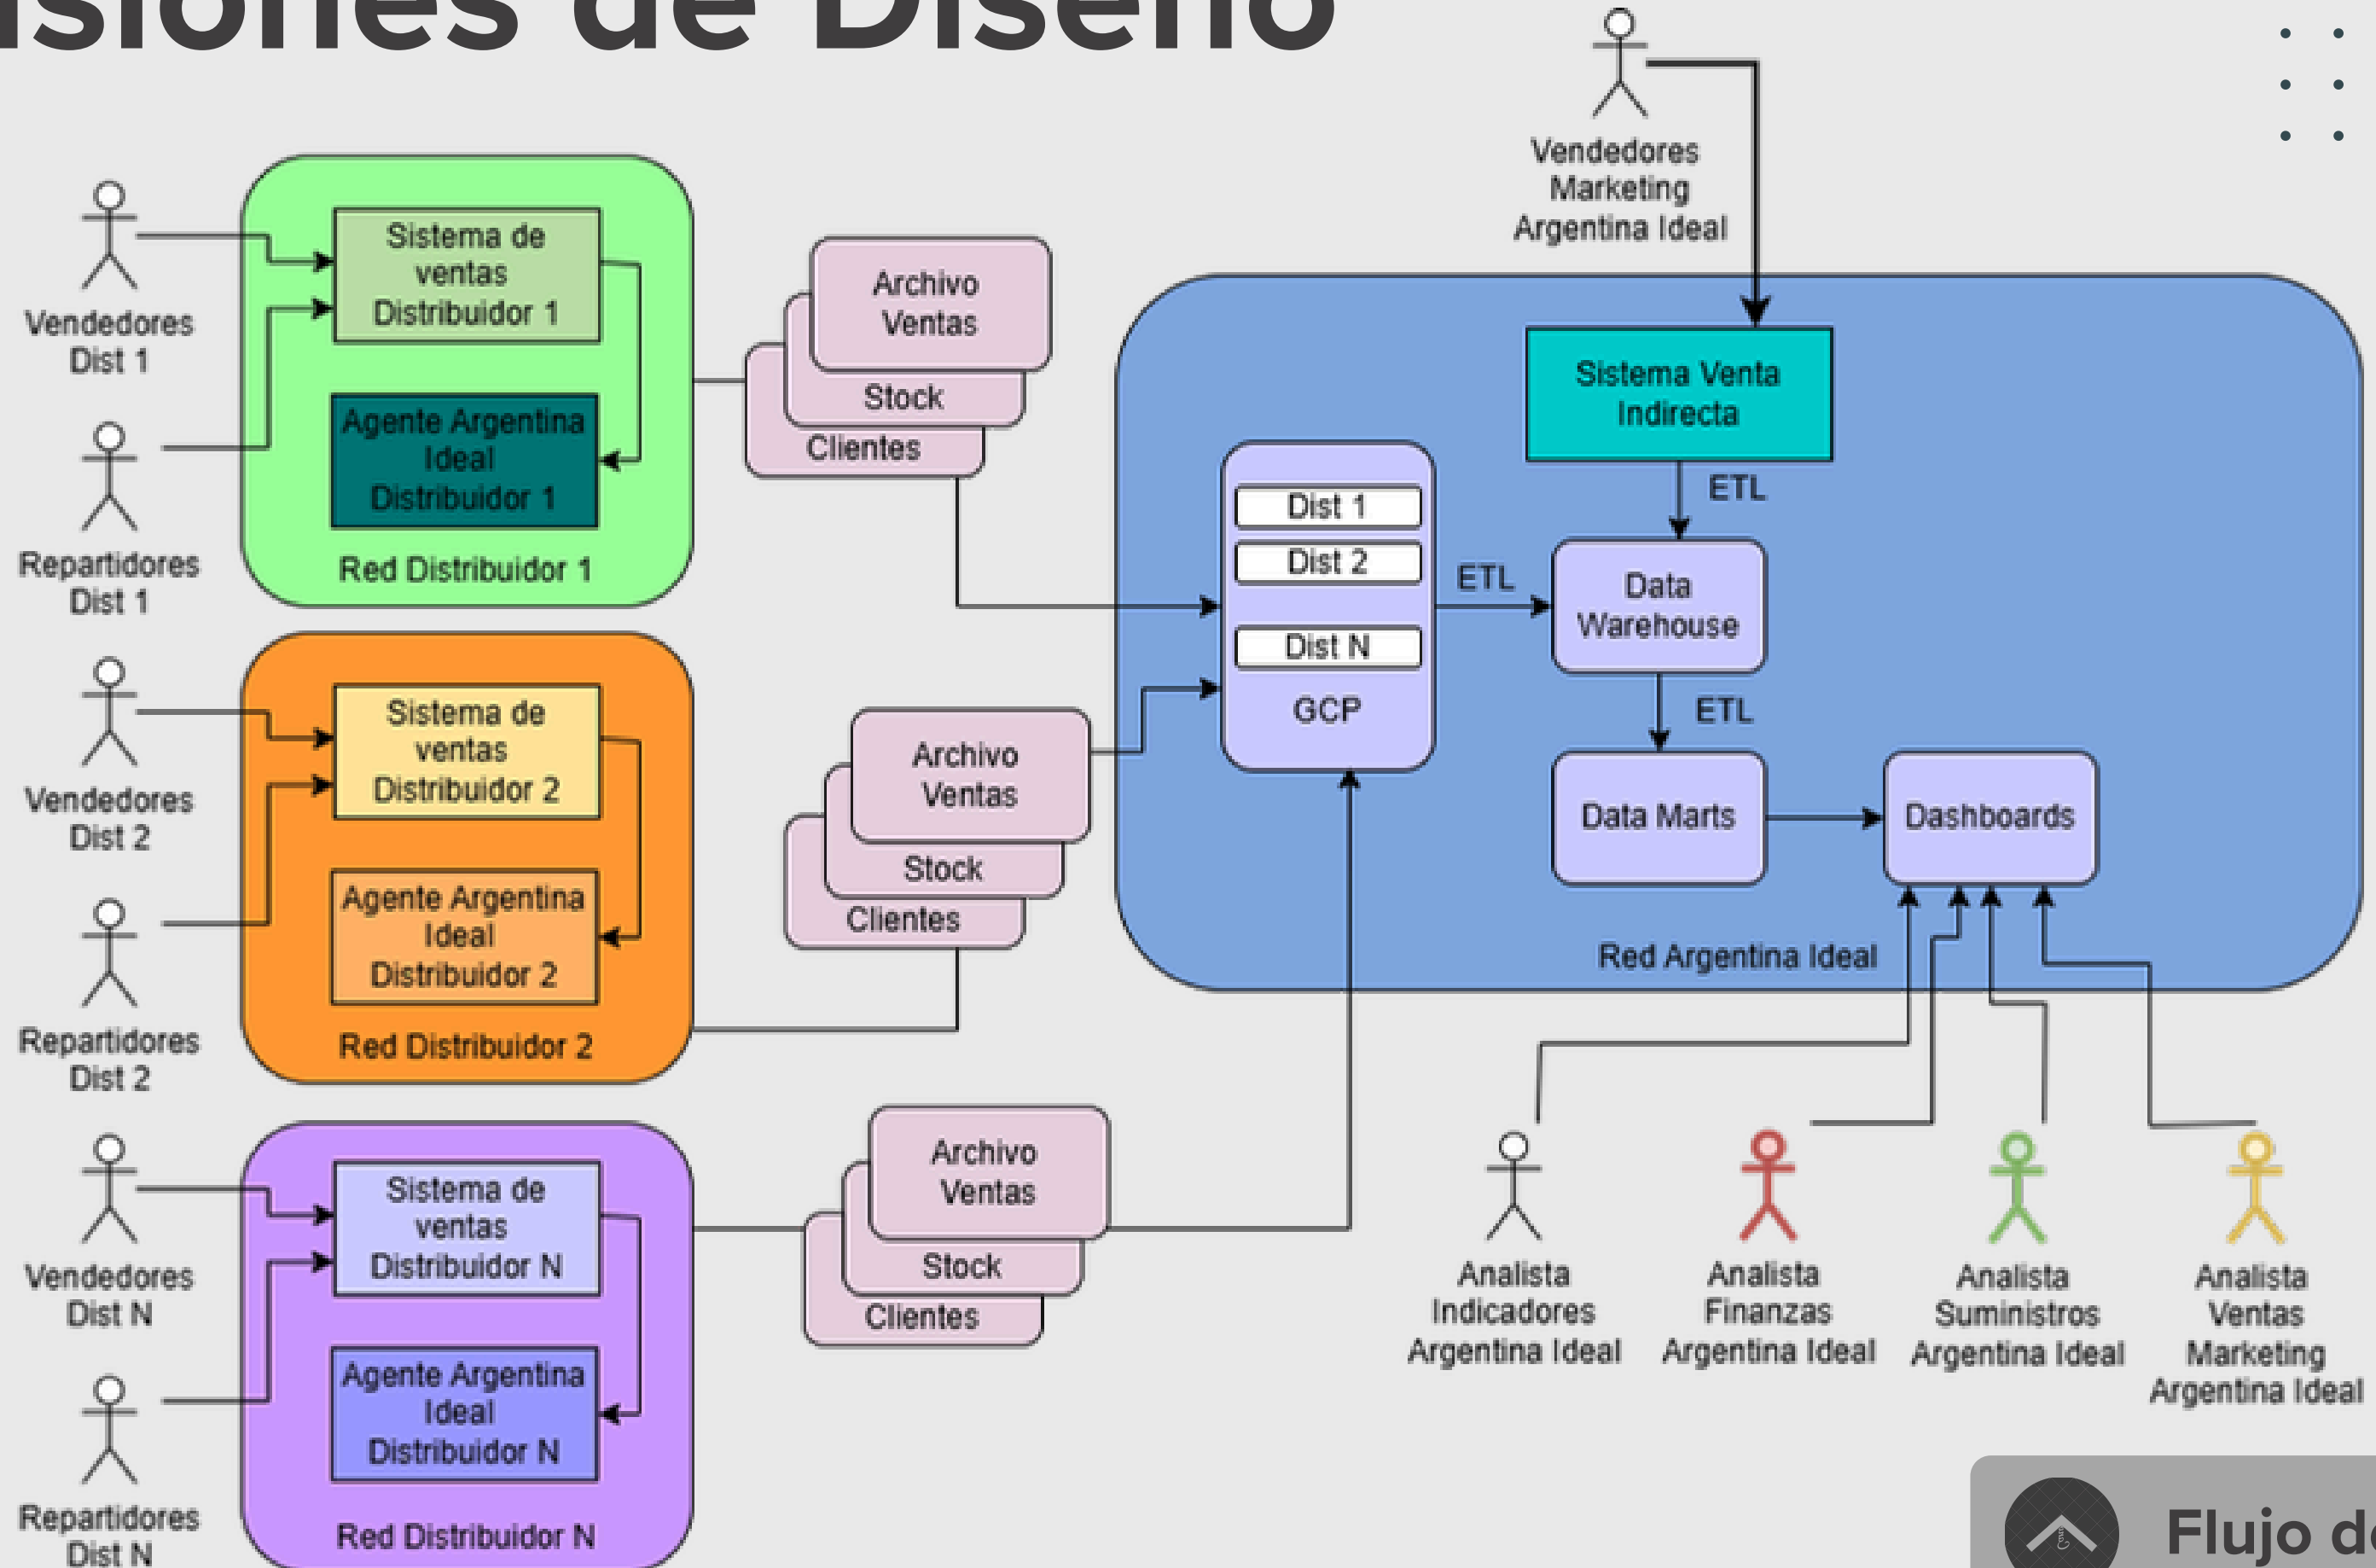 isiones de Diseño
Vendedores
Marketing
Argentina Ideal
Vendedores
Dist 1
Repartidores
Dist 1
Sistema de
ventas
Distribuidor 1
Agente Argentina
Ideal
Distribuidor 1
Red Distribuidor 1
Archivo
Ventas
Stock
Clientes
Vendedores
Dist 2
Repartidores
Dist 2
Sistema de
ventas
Distribuidor 2
Agente Argentina
Ideal
Distribuidor 2
Red Distribuidor 2
Archivo
Ventas
Stock
Clientes
Vendedores
Dist N
Repartidores
Dist N
Sistema de
ventas
Distribuidor N
Agente Argentina
Ideal
Distribuidor N
Red Distribuidor N
Archivo
Ventas
Stock
Clientes
Sistema Venta
Indirecta
ETL
Dist 1
Dist 2
Dist N
GCP
ETL
Data
Warehouse
ETL
Data Marts
Dashboards
Red Argentina Ideal
Analista
Indicadores
Argentina Ideal
Analista
Finanzas
Argentina Ideal
Analista
Suministros
Argentina Ideal
Analista
Ventas
Marketing
Argentina Ideal
Flujo de